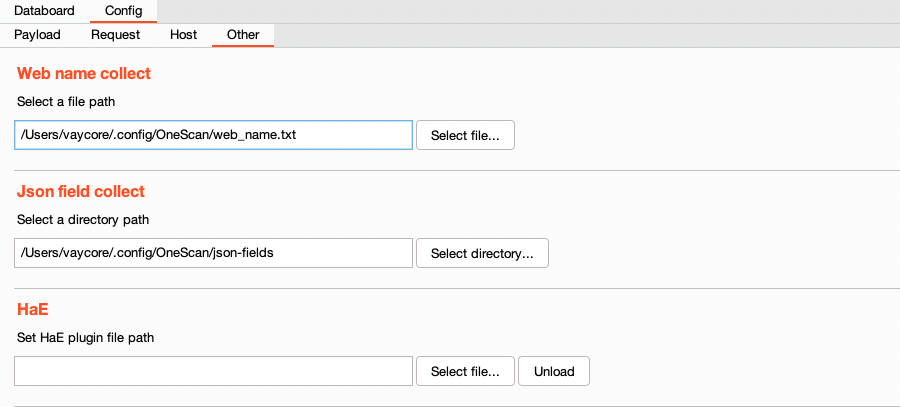 Databoard Config
Payload Request Host Other
Web name collect
Select a file path
/Users/vaycore/.config/OneScan/web_name.txt Select file...
Json field collect
Select a directory path
/Users/vaycore/.config/OneScan/json-fields Select directory...
HaE
Set HaE plugin file path
Select file... Unload